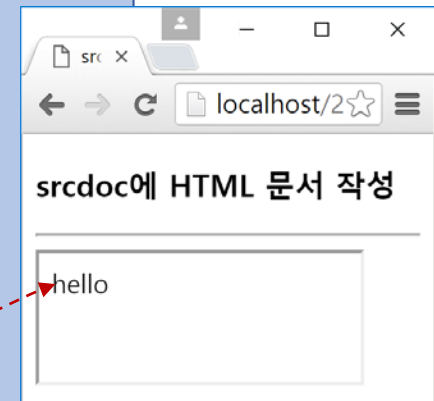 src
localhost/2
srcdoc에 HTML 문서 작성
hello